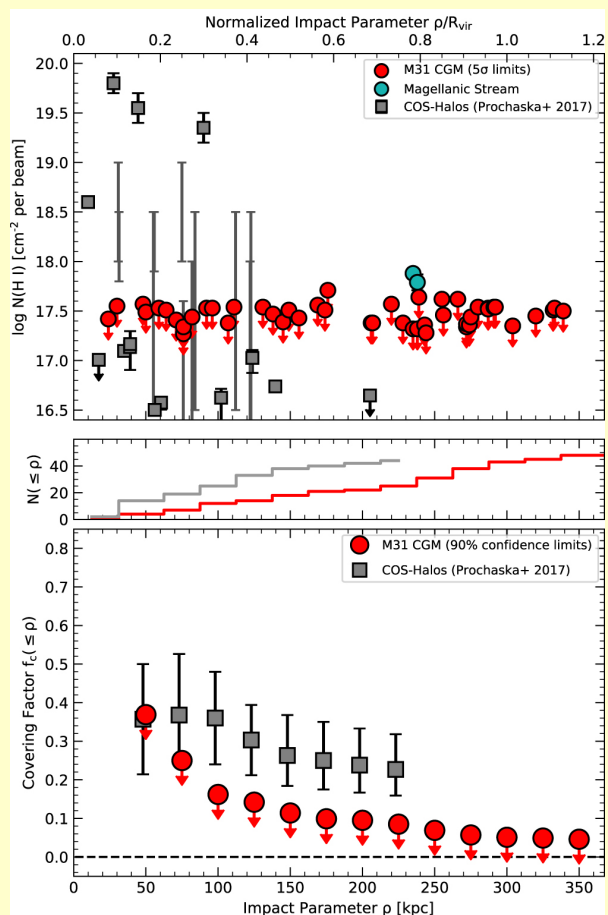 Normalized Impact Parameter ρ/Rvir
0.0 0.2 0.4 0.6 0.8 1.0 1.2
20.0
19.5
19.0
18.5
18.0
17.5
17.0
16.5
log N(H I) [cm⁻² per beam]
M31 CGM (5σ limits)
Magellanic Stream
COS-Halos (Prochaska+ 2017)
N(≤ρ)
40
20
0
Covering Factor fc(≤ρ)
0.8
0.7
0.6
0.5
0.4
0.3
0.2
0.1
0.0
M31 CGM (90% confidence limits)
COS-Halos (Prochaska+ 2017)
0 50 100 150 200 250 300 350
Impact Parameter ρ [kpc]